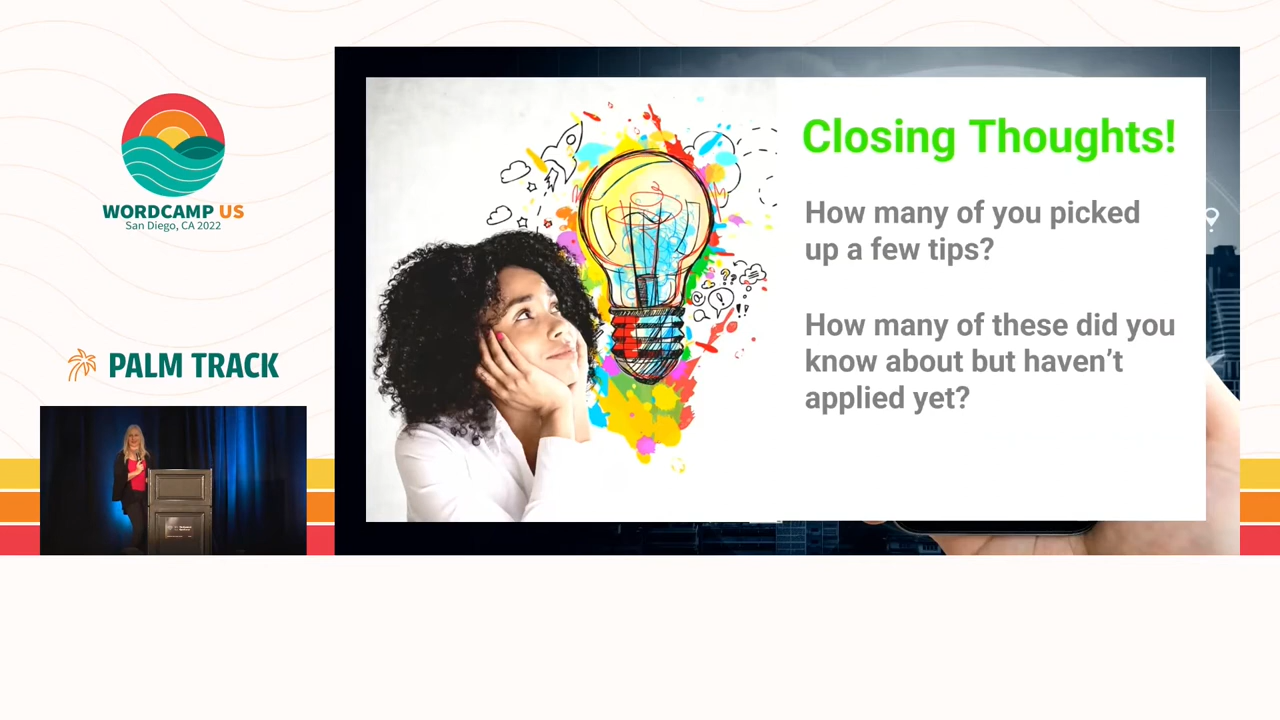 WORDCAMP US
San Diego, CA 2022
PALM TRACK
Closing Thoughts!
How many of you picked
up a few tips?
How many of these did you
know about but haven’t
applied yet?